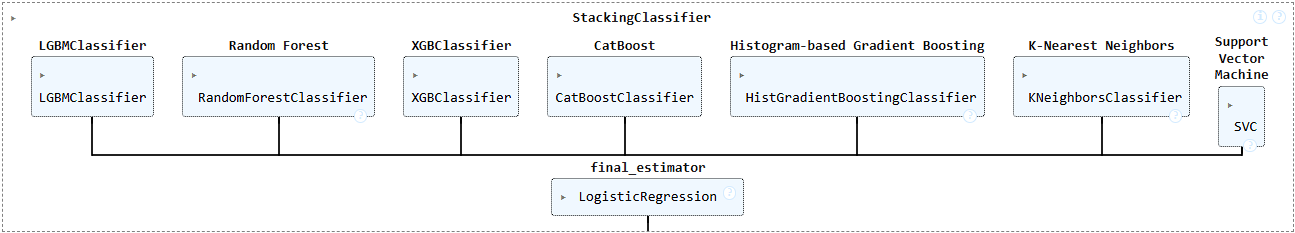 StackingClassifier
i ?
LGBMClassifier
Random Forest
XGBClassifier
CatBoost
Histogram-based Gradient Boosting
K-Nearest Neighbors
Support
Vector
Machine
LGBMClassifier
RandomForestClassifier
?
XGBClassifier
CatBoostClassifier
HistGradientBoostingClassifier
?
KNeighborsClassifier
?
SVC
?
final_estimator
LogisticRegression ?